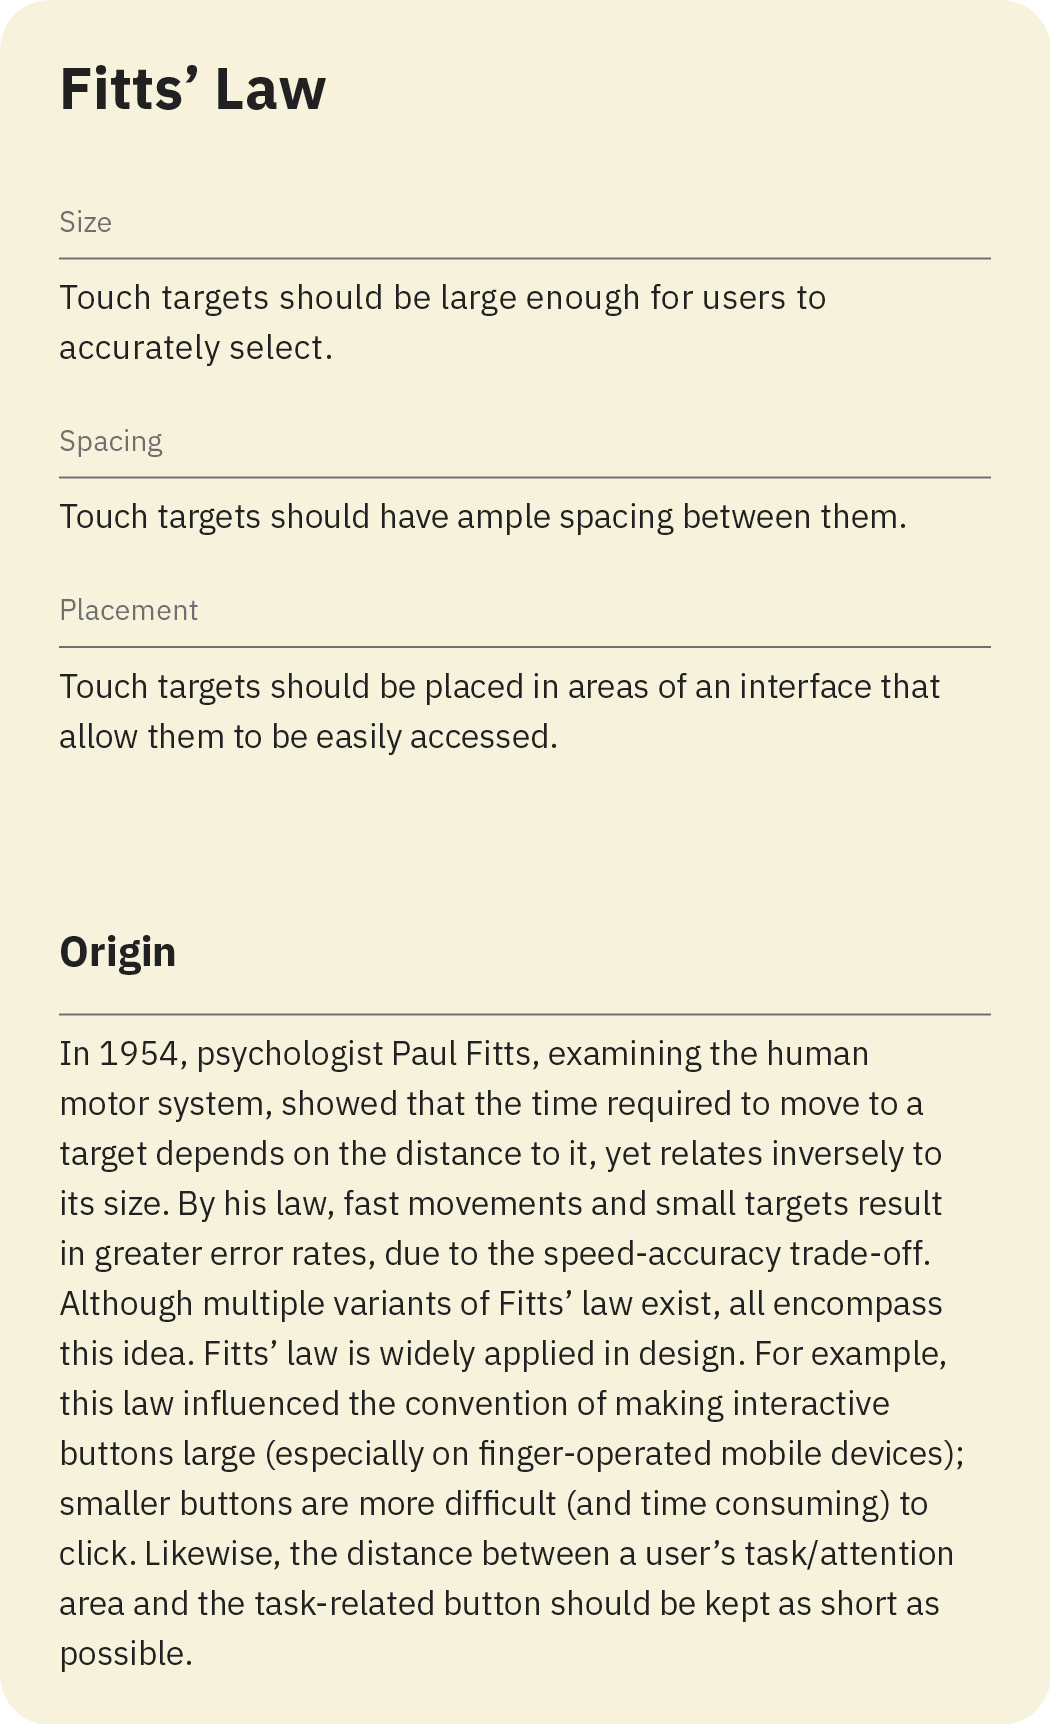 Fitts’ Law
Size
Touch targets should be large enough for users to
accurately select.
Spacing
Touch targets should have ample spacing between them.
Placement
Touch targets should be placed in areas of an interface that
allow them to be easily accessed.
Origin
In 1954, psychologist Paul Fitts, examining the human
motor system, showed that the time required to move to a
target depends on the distance to it, yet relates inversely to
its size. By his law, fast movements and small targets result
in greater error rates, due to the speed-accuracy trade-off.
Although multiple variants of Fitts’ law exist, all encompass
this idea. Fitts’ law is widely applied in design. For example,
this law influenced the convention of making interactive
buttons large (especially on finger-operated mobile devices);
smaller buttons are more difficult (and time consuming) to
click. Likewise, the distance between a user’s task/attention
area and the task-related button should be kept as short as
possible.